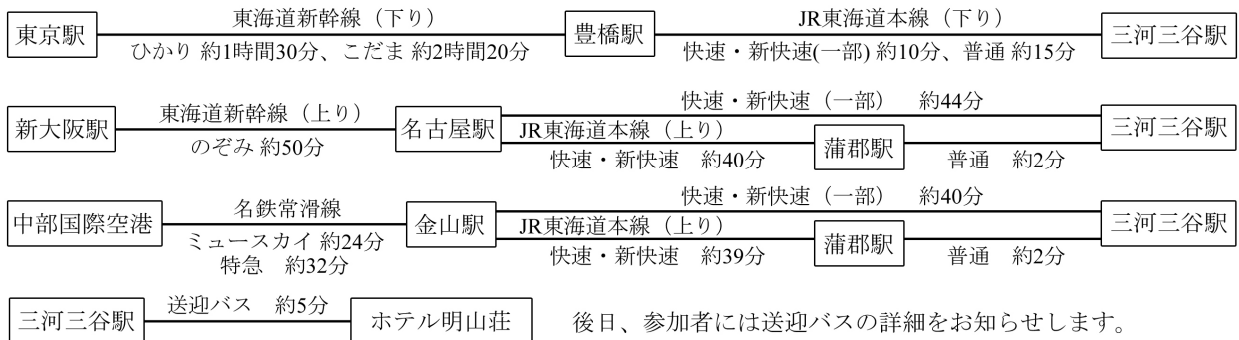 東海道新幹線（下り）
JR東海道本線（下り）
東京駅
豊橋駅
三河三谷駅
ひかり 約1時間30分、こだま 約2時間20分
快速・新快速(一部) 約10分、普通 約15分
快速・新快速（一部）　約44分
東海道新幹線（上り）
新大阪駅
名古屋駅
三河三谷駅
のぞみ 約50分
JR東海道本線（上り）
蒲郡駅
快速・新快速　約40分
普通　約2分
快速・新快速（一部）　約40分
名鉄常滑線
中部国際空港
金山駅
三河三谷駅
JR東海道本線（上り）
蒲郡駅
ミュースカイ 約24分
特急　約32分
快速・新快速　約39分
普通　約2分
送迎バス　約5分
三河三谷駅
ホテル明山荘
後日、参加者には送迎バスの詳細をお知らせします。